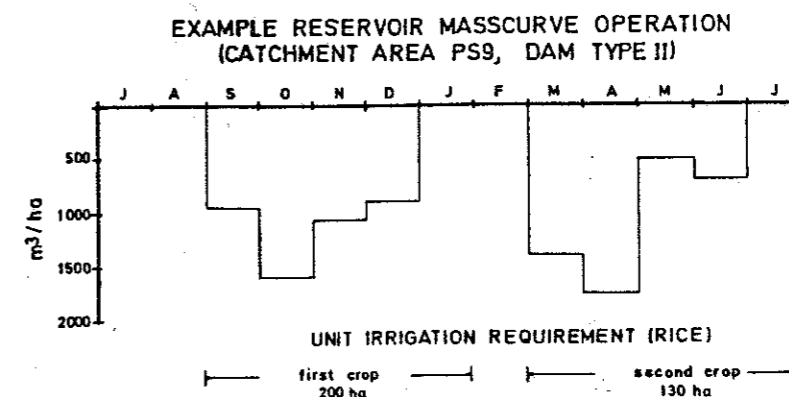 EXAMPLE RESERVOIR MASSCURVE OPERATION
(CATCHMENT AREA PS9, DAM TYPE II)
J A S O N D J F M A M J J
500
1000
1500
2000
m³/ha
UNIT IRRIGATION REQUIREMENT (RICE)
first crop second crop
200 ha 130 ha